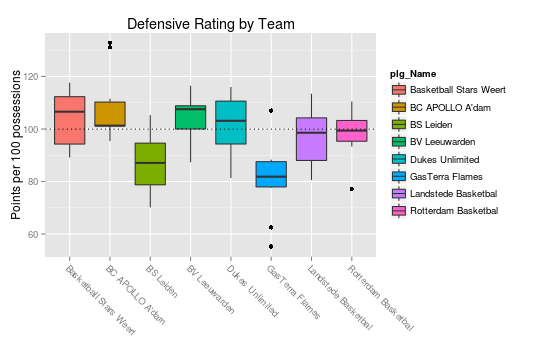 Defensive Rating by Team
Points per 100 possessions
120
100
80
60
Basketball Stars Weert
BC APOLLO A'dam
BS Leiden
BV Leeuwarden
Dukes Unlimited
GasTerra Flames
Landstede Basketbal
Rotterdam Basketbal
plg_Name
Basketball Stars Weert
BC APOLLO A'dam
BS Leiden
BV Leeuwarden
Dukes Unlimited
GasTerra Flames
Landstede Basketbal
Rotterdam Basketbal